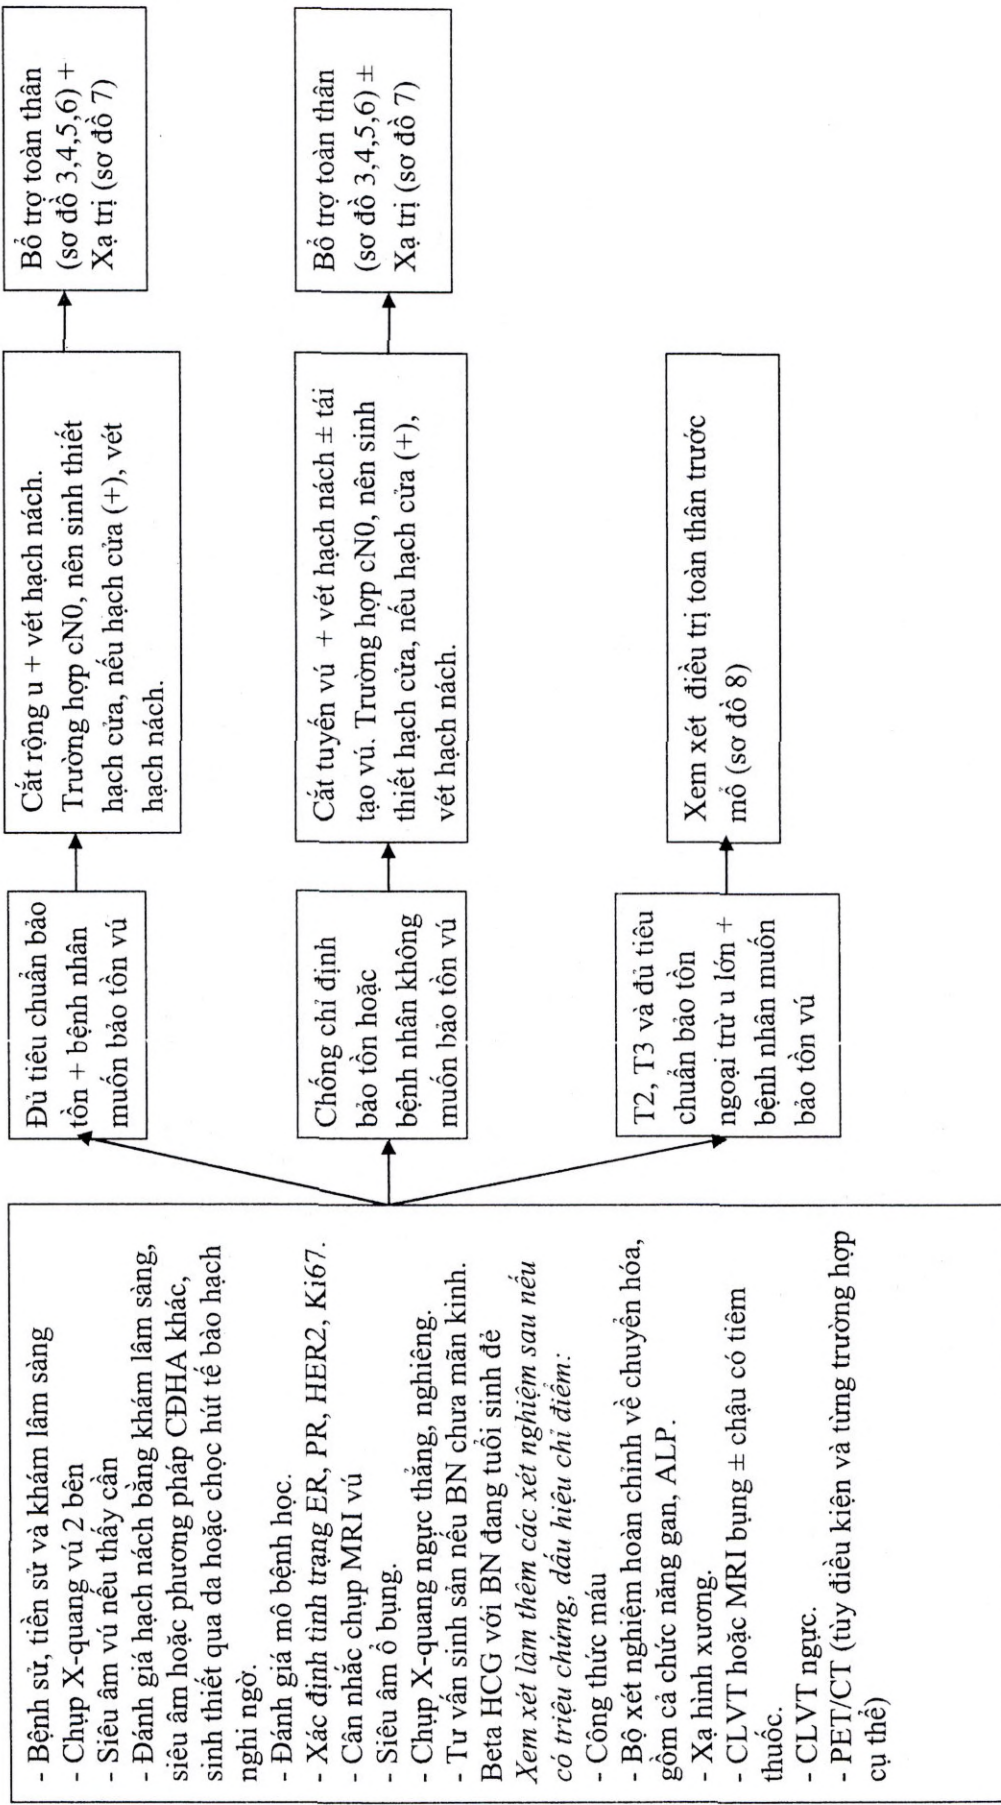 - Bệnh sử, tiền sử và khám lâm sàng
- Chụp X-quang vú 2 bên
- Siêu âm vú nếu thấy cần
- Đánh giá hạch nách bằng khám lâm sàng,
siêu âm hoặc phương pháp CĐHA khác,
sinh thiết qua da hoặc chọc hút tế bào hạch
nghi ngờ.
- Đánh giá mô bệnh học.
- Xác định tình trạng ER, PR, HER2, Ki67.
- Cân nhắc chụp MRI vú
- Siêu âm ổ bụng.
- Chụp X-quang ngực thẳng, nghiêng.
- Tư vấn sinh sản nếu BN chưa mãn kinh.
Beta HCG với BN đang tuổi sinh đẻ
Xem xét làm thêm các xét nghiệm sau nếu
có triệu chứng, dấu hiệu chỉ điểm:
- Công thức máu
- Bộ xét nghiệm hoàn chỉnh về chuyển hóa,
gồm cả chức năng gan, ALP.
- Xạ hình xương.
- CLVT hoặc MRI bụng ± chậu có tiêm
thuốc.
- CLVT ngực.
- PET/CT (tùy điều kiện và từng trường hợp
cụ thể)
Đủ tiêu chuẩn bảo
tồn + bệnh nhân
muốn bảo tồn vú
Cắt rộng u + vét hạch nách.
Trường hợp cN0, nên sinh thiết
hạch cửa, nếu hạch cửa (+), vét
hạch nách.
Bổ trợ toàn thân
(sơ đồ 3,4,5,6) +
Xạ trị (sơ đồ 7)
Chống chỉ định
bảo tồn hoặc
bệnh nhân không
muốn bảo tồn vú
Cắt tuyến vú + vét hạch nách ± tái
tạo vú. Trường hợp cN0, nên sinh
thiết hạch cửa, nếu hạch cửa (+),
vét hạch nách.
Bổ trợ toàn thân
(sơ đồ 3,4,5,6) ±
Xạ trị (sơ đồ 7)
T2, T3 và đủ tiêu
chuẩn bảo tồn
ngoại trừ u lớn +
bệnh nhân muốn
bảo tồn vú
Xem xét điều trị toàn thân trước
mổ (sơ đồ 8)